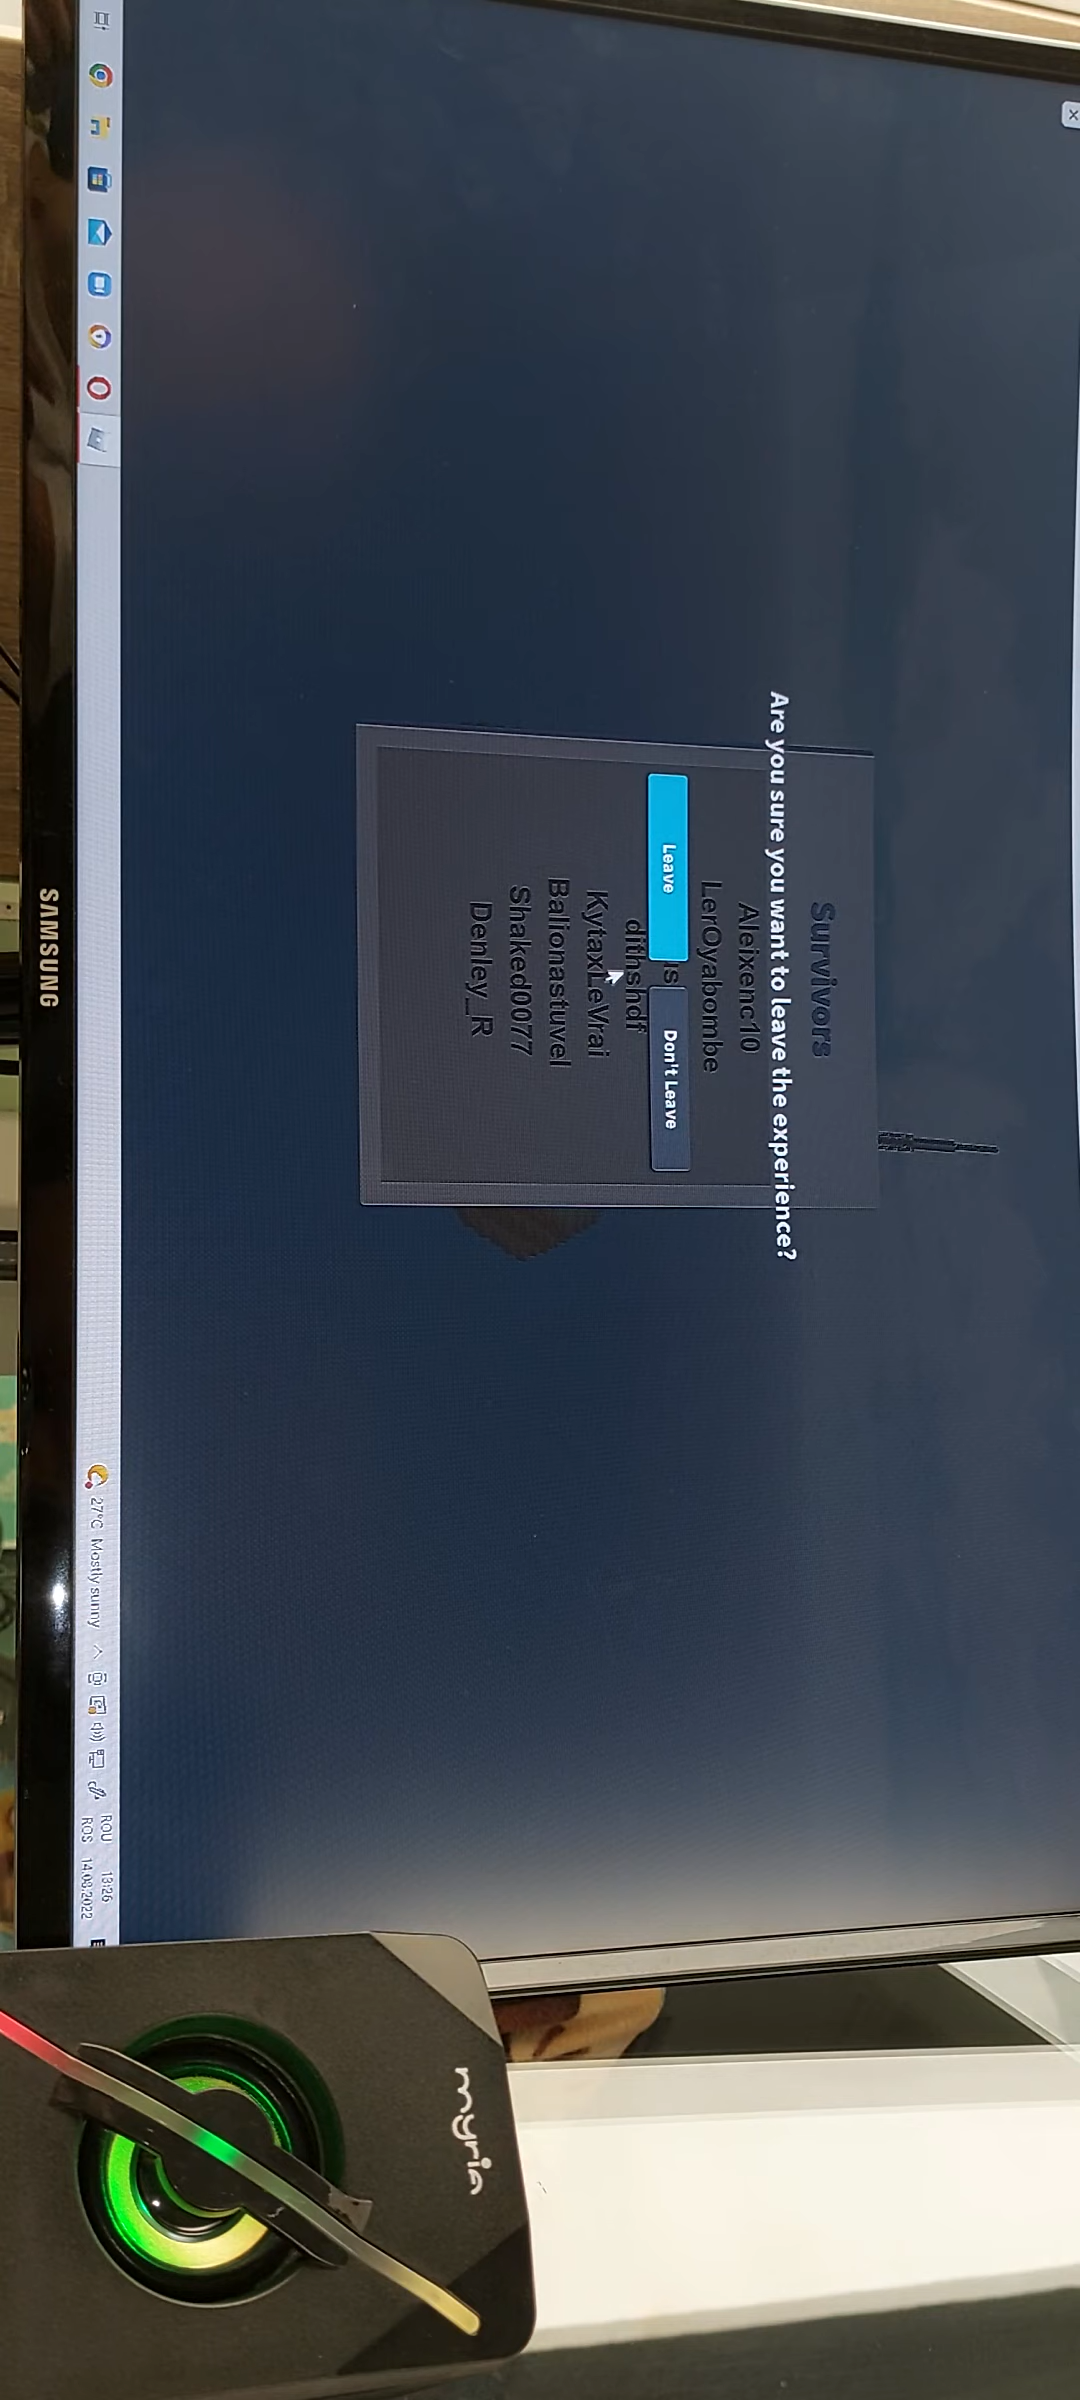 Survivors
Are you sure you want to leave the experience?
Aleixenc10
LerOyabombe
Leave
Don't Leave
dithshdf
KytaxLeVrai
Balionastuvel
Shaked0077
Denley_R
27°C Mostly sunny
ROU
ROS
13:26
14.08.2022
SAMSUNG
myria